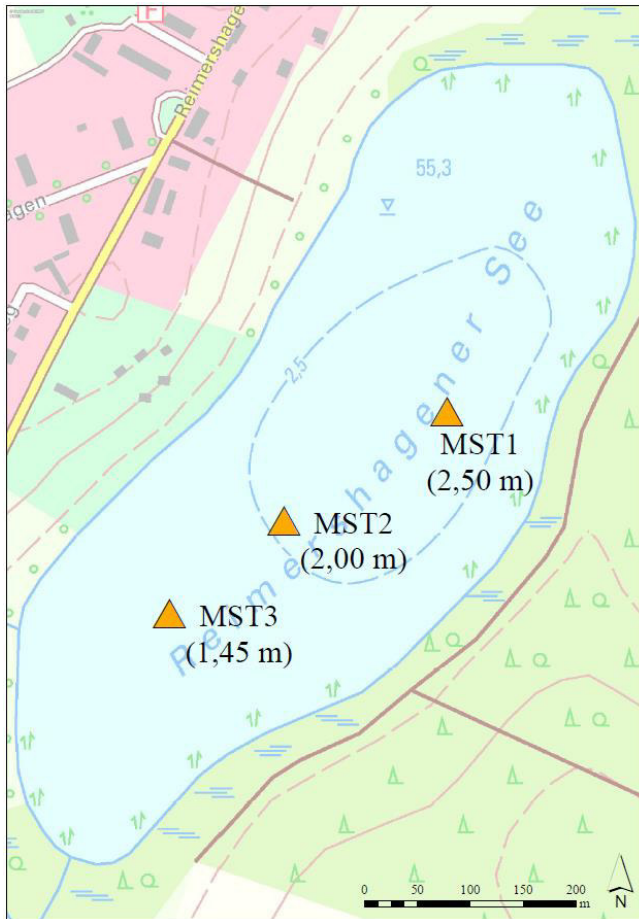 F
Reimershagen
55,3
agen
eg
Reimershagener See
2,5
MST1
(2,50 m)
MST2
(2,00 m)
MST3
(1,45 m)
0 50 100 150 200
m
N